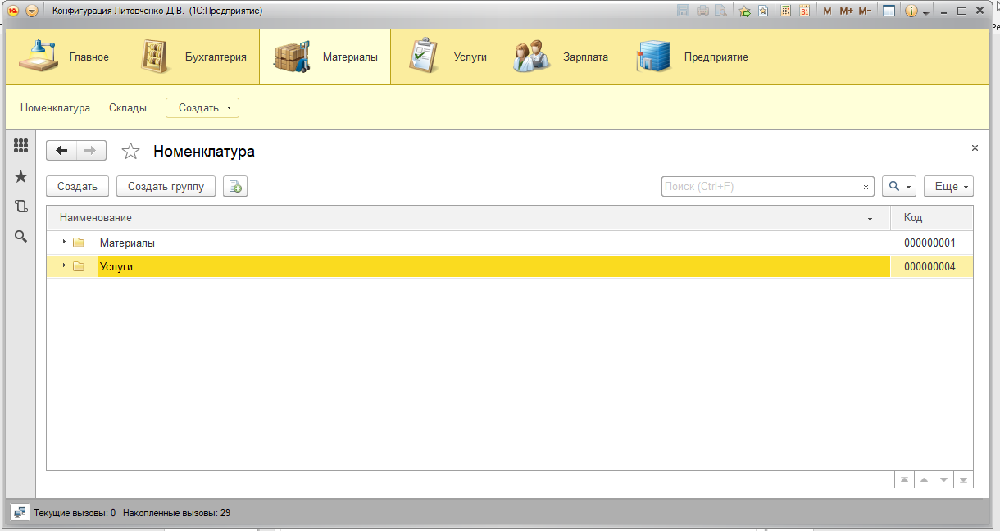 Конфигурация Литовченко Д.В. (1С:Предприятие)
31 M M+ M-
Главное Бухгалтерия Материалы Услуги Зарплата Предприятие
Номенклатура Склады Создать
Номенклатура
Создать Создать группу Поиск (Ctrl+F) Еще
Наименование Код
Материалы 000000001
Услуги 000000004
Текущие вызовы: 0 Накопленные вызовы: 29